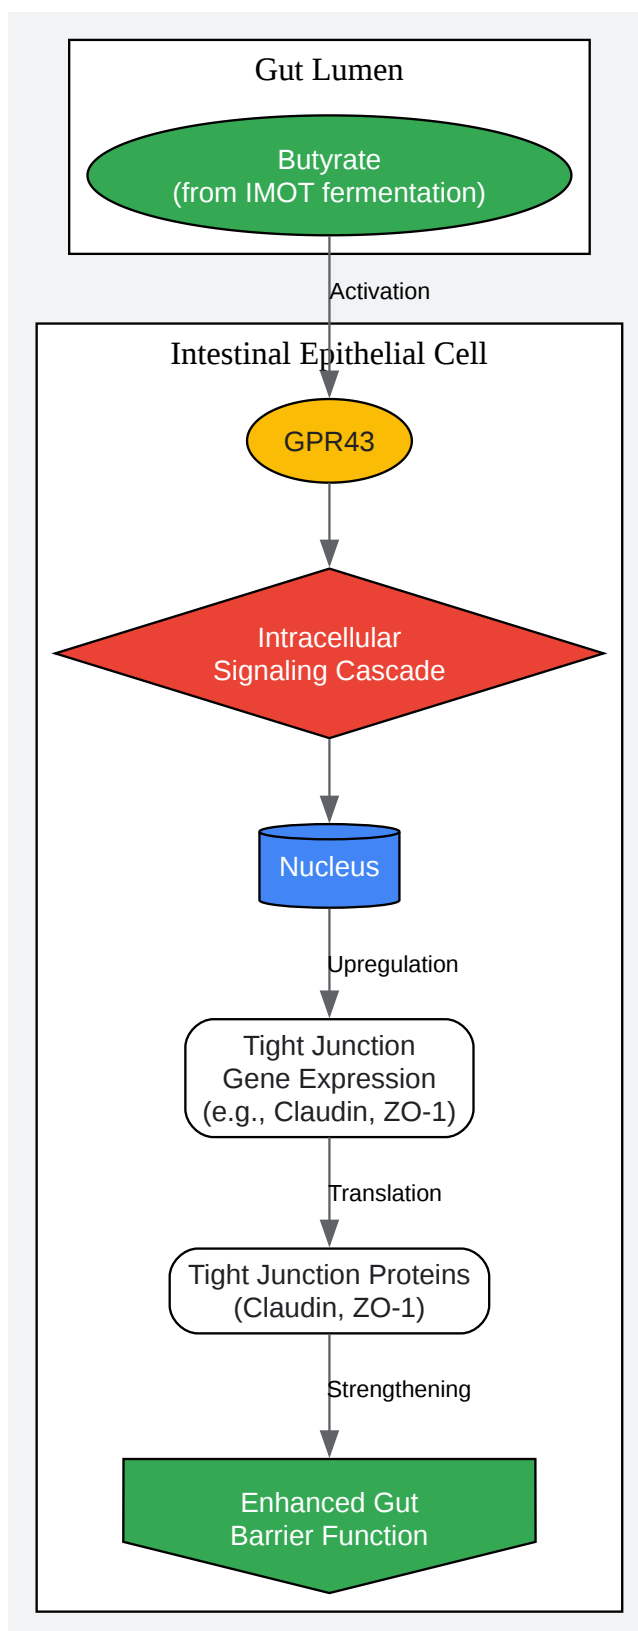 Gut Lumen
Butyrate
(from IMOT fermentation)
Activation
Intestinal Epithelial Cell
GPR43
Intracellular
Signaling Cascade
Nucleus
Upregulation
Tight Junction
Gene Expression
(e.g., Claudin, ZO-1)
Translation
Tight Junction Proteins
(Claudin, ZO-1)
Strengthening
Enhanced Gut
Barrier Function